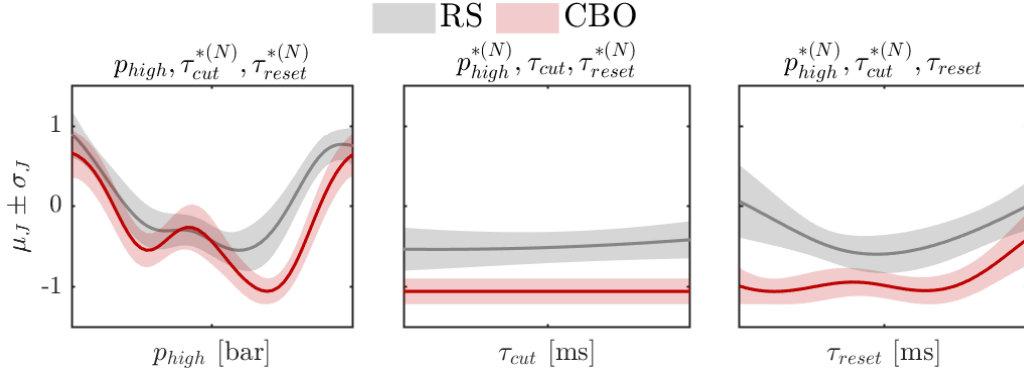 RS CBO
p_{high}, τ_{cut}^{*(N)}, τ_{reset}^{*(N)}
p_{high}^{*(N)}, τ_{cut}, τ_{reset}^{*(N)}
p_{high}^{*(N)}, τ_{cut}^{*(N)}, τ_{reset}
μ_J ± σ_J
1
0
-1
p_{high} [bar]
τ_{cut} [ms]
τ_{reset} [ms]